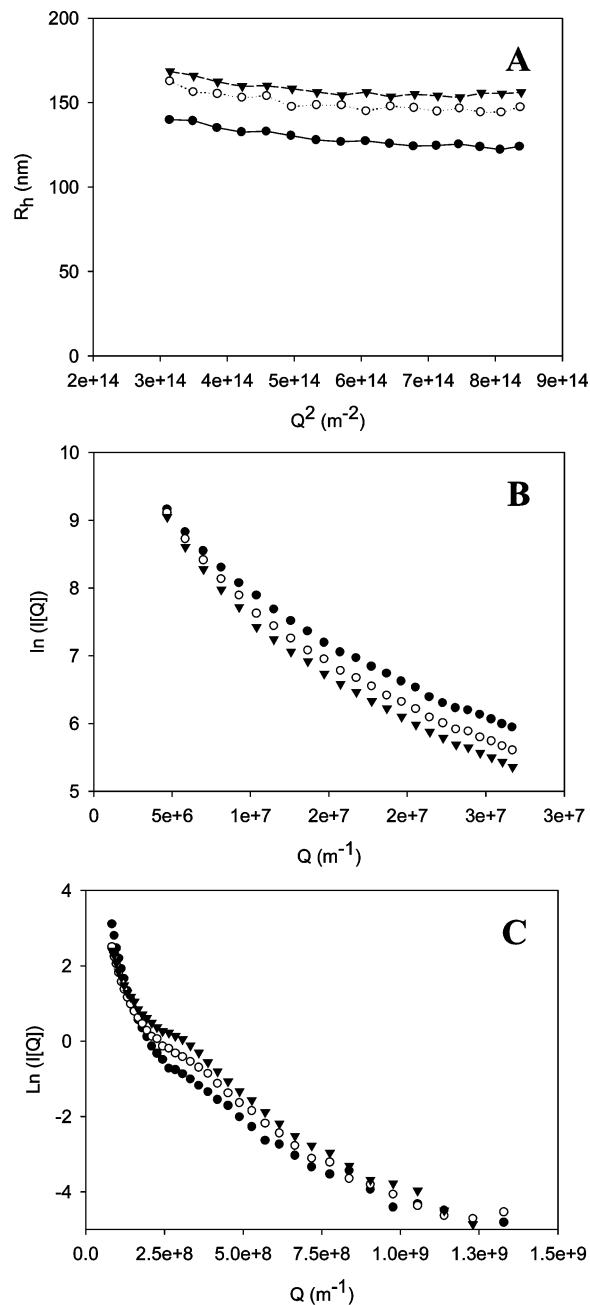 200
A
150
100
50
0
Rh (nm)
2e+14 3e+14 4e+14 5e+14 6e+14 7e+14 8e+14 9e+14
Q2 (m-2)
10
B
9
8
7
6
5
ln (I[Q])
0 5e+6 1e+7 2e+7 2e+7 3e+7 3e+7
Q (m-1)
4
C
2
0
-2
-4
Ln (I[Q])
0.0 2.5e+8 5.0e+8 7.5e+8 1.0e+9 1.3e+9 1.5e+9
Q (m-1)